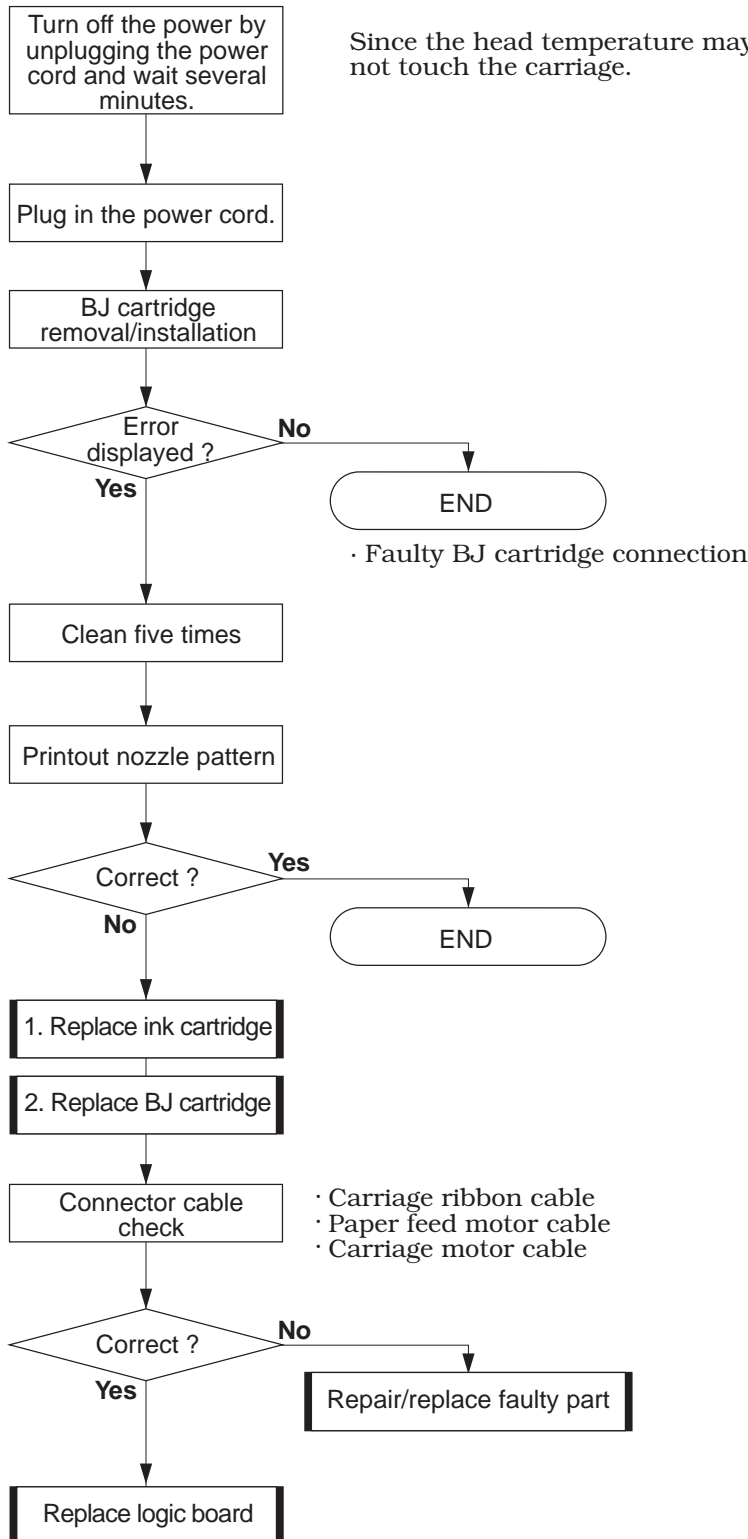 Turn off the power by
unplugging the power
cord and wait several
minutes.
Since the head temperature may
not touch the carriage.
Plug in the power cord.
BJ cartridge
removal/installation
Error
displayed ?
No
Yes
END
· Faulty BJ cartridge connection
Clean five times
Printout nozzle pattern
Correct ?
Yes
No
END
1. Replace ink cartridge
2. Replace BJ cartridge
Connector cable
check
· Carriage ribbon cable
· Paper feed motor cable
· Carriage motor cable
Correct ?
No
Yes
Repair/replace faulty part
Replace logic board